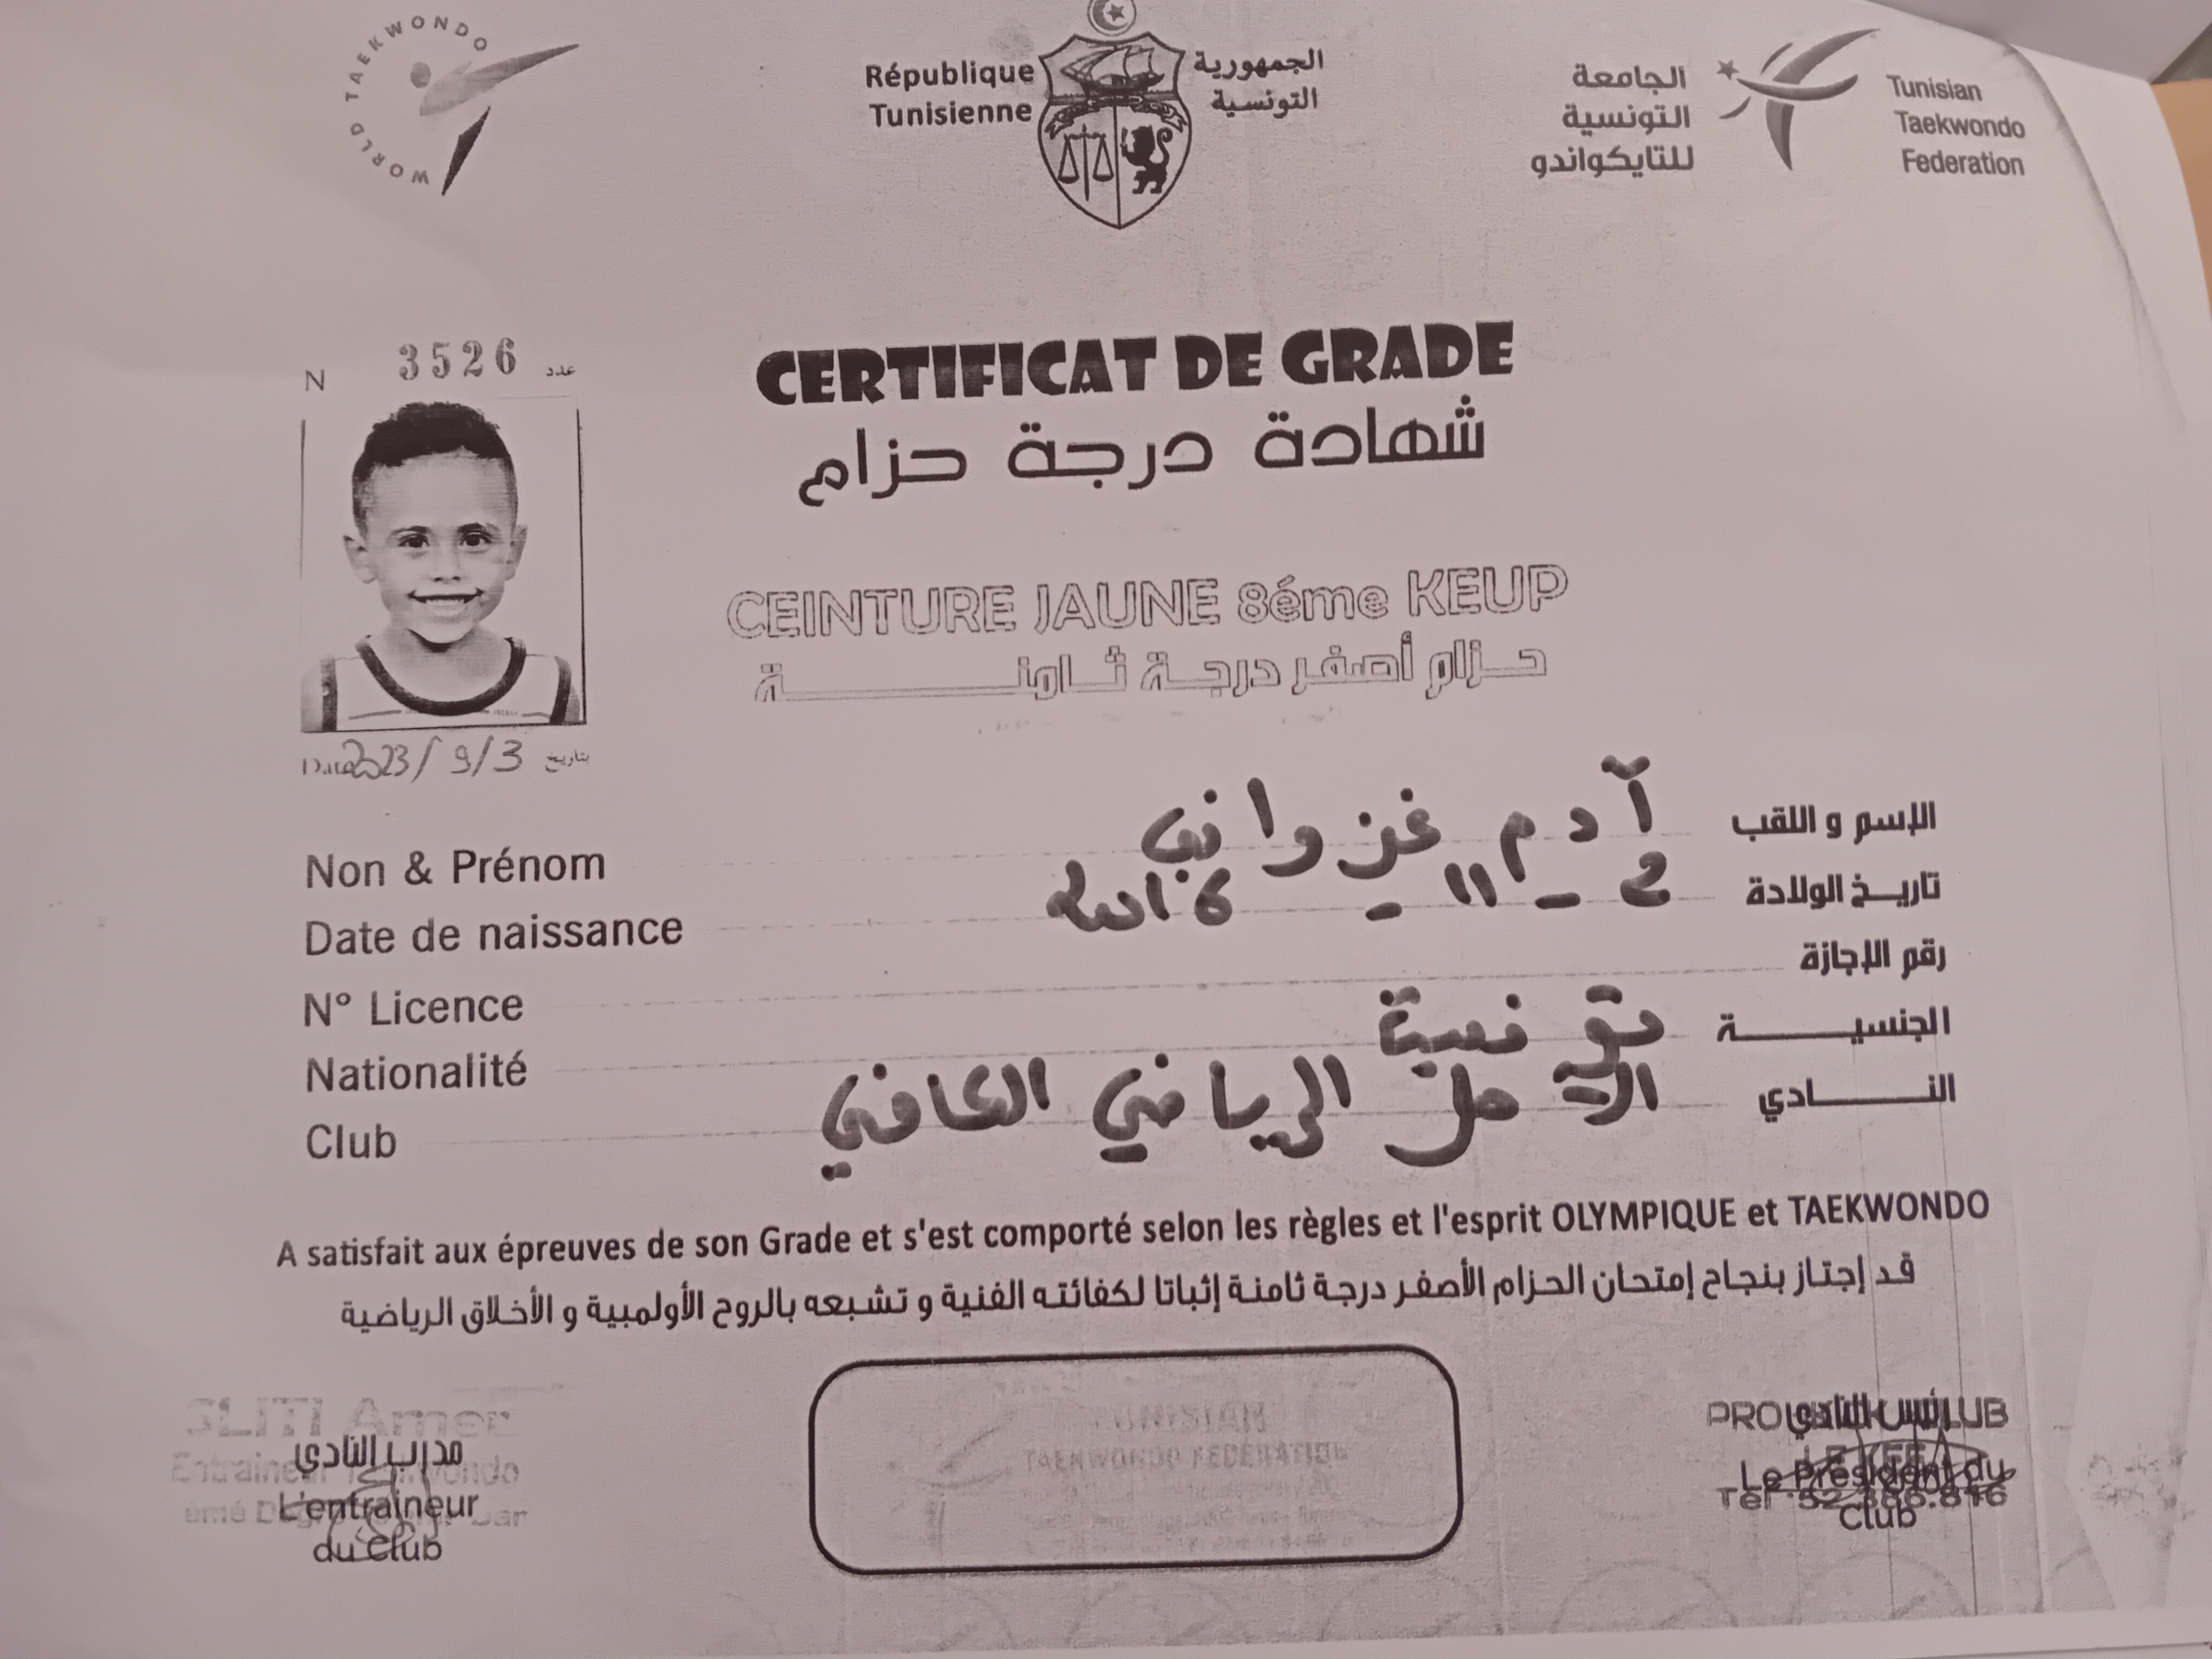 WORLD TAEKWONDO
République
Tunisienne
الجمهورية
التونسية
الجامعة
التونسية
للتايكواندو
Tunisian
Taekwondo
Federation
N 3526 عدد
CERTIFICAT DE GRADE
شهادة درجة حزام
CEINTURE JAUNE 8éme KEUP
حزام أصفر درجة ثامنة
بتاريخ 2023/9/3 Date
Non & Prénom آدم غزواني الإسم و اللقب
Date de naissance 2 - 11 - تاريخ الولادة
N° Licence رقم الإجازة
Nationalité تونسية الجنسية
Club الرياضي الكافي النادي
A satisfait aux épreuves de son Grade et s'est comporté selon les règles et l'esprit OLYMPIQUE et TAEKWONDO
قد إجتاز بنجاح إمتحان الحزام الأصفر درجة ثامنة إثباتا لكفائته الفنية و تشبعه بالروح الأولمبية و الأخلاق الرياضية
SLITI Amer
مدرب النادي
Entraineur Taekwondo
L'entraineur
du Club
TUNISIAN
TAEKWONDO FEDERATION
رئيس النادي
Le Président du
Club